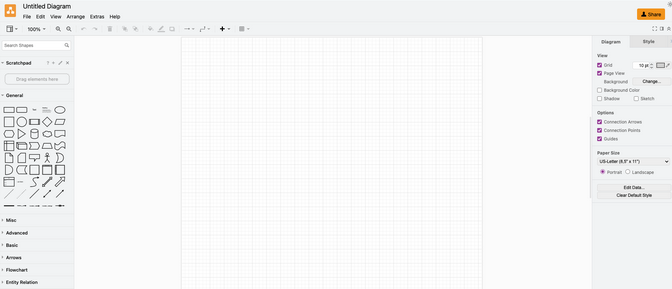 Untitled Diagram
File Edit View Arrange Extras Help
Share
100%
Search Shapes
Scratchpad
Drag elements here
General
Misc
Advanced
Basic
Arrows
Flowchart
Entity Relation
Diagram Style
View
Grid 10 pt
Page View
Background Change...
Background Color
Shadow Sketch
Options
Connection Arrows
Connection Points
Guides
Paper Size
US-Letter (8,5" x 11")
Portrait Landscape
Edit Data...
Clear Default Style